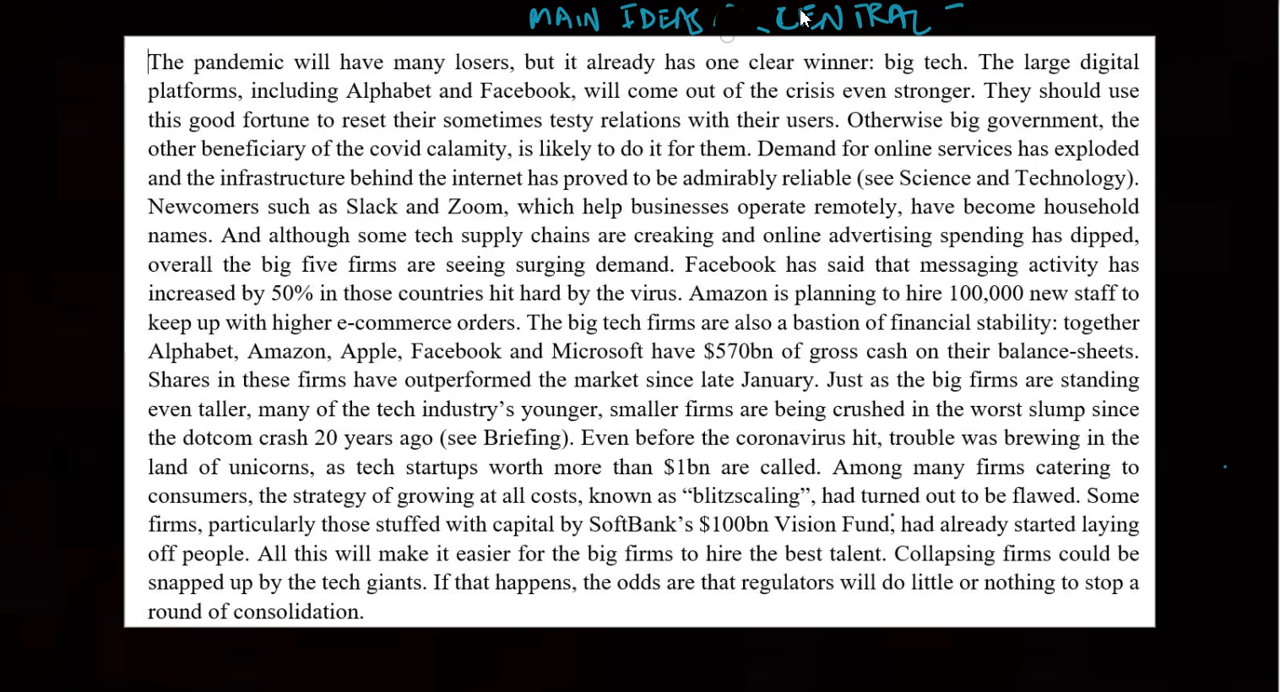 MAIN IDEAS: - CENTRAL -
The pandemic will have many losers, but it already has one clear winner: big tech. The large digital
platforms, including Alphabet and Facebook, will come out of the crisis even stronger. They should use
this good fortune to reset their sometimes testy relations with their users. Otherwise big government, the
other beneficiary of the covid calamity, is likely to do it for them. Demand for online services has exploded
and the infrastructure behind the internet has proved to be admirably reliable (see Science and Technology).
Newcomers such as Slack and Zoom, which help businesses operate remotely, have become household
names. And although some tech supply chains are creaking and online advertising spending has dipped,
overall the big five firms are seeing surging demand. Facebook has said that messaging activity has
increased by 50% in those countries hit hard by the virus. Amazon is planning to hire 100,000 new staff to
keep up with higher e-commerce orders. The big tech firms are also a bastion of financial stability: together
Alphabet, Amazon, Apple, Facebook and Microsoft have $570bn of gross cash on their balance-sheets.
Shares in these firms have outperformed the market since late January. Just as the big firms are standing
even taller, many of the tech industry’s younger, smaller firms are being crushed in the worst slump since
the dotcom crash 20 years ago (see Briefing). Even before the coronavirus hit, trouble was brewing in the
land of unicorns, as tech startups worth more than $1bn are called. Among many firms catering to
consumers, the strategy of growing at all costs, known as “blitzscaling”, had turned out to be flawed. Some
firms, particularly those stuffed with capital by SoftBank’s $100bn Vision Fund, had already started laying
off people. All this will make it easier for the big firms to hire the best talent. Collapsing firms could be
snapped up by the tech giants. If that happens, the odds are that regulators will do little or nothing to stop a
round of consolidation.